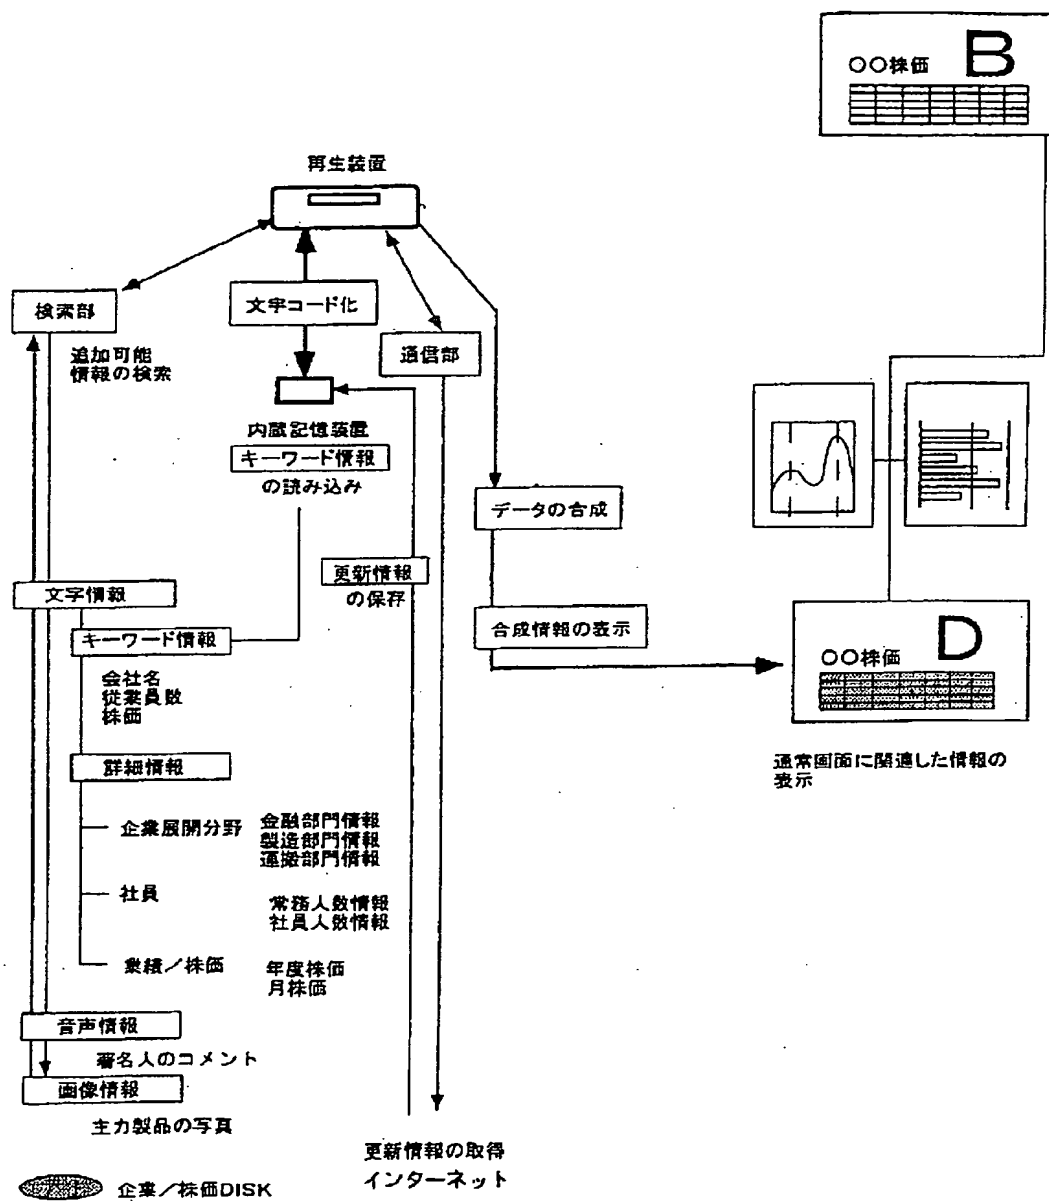 ○○株価 B
再生装置
検索部
文字コード化
通信部
追加可能
情報の検索
内蔵記憶装置
キーワード情報
の読み込み
データの合成
更新情報
の保存
文字情報
合成情報の表示
キーワード情報
○○株価 D
会社名
従業員数
株価
通常画面に関連した情報の
表示
詳細情報
企業展開分野
金融部門情報
製造部門情報
運搬部門情報
社員
常務人数情報
社員人数情報
業績／株価
年度株価
月株価
音声情報
著名人のコメント
画像情報
主力製品の写真
更新情報の取得
インターネット
企業／株価DISK